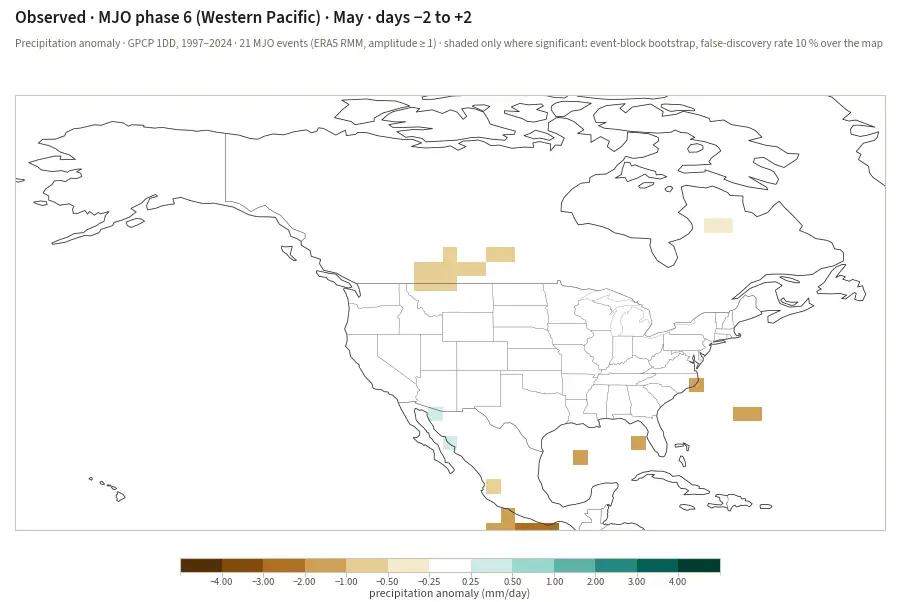 Observed · MJO phase 6 (Western Pacific) · May · days −2 to +2
Precipitation anomaly · GPCP 1DD, 1997–2024 · 21 MJO events (ERA5 RMM, amplitude ≥ 1) · shaded only where significant: event-block bootstrap, false-discovery rate 10 % over the map
−4.00 −3.00 −2.00 −1.00 −0.50 −0.25 0.25 0.50 1.00 2.00 3.00 4.00
precipitation anomaly (mm/day)